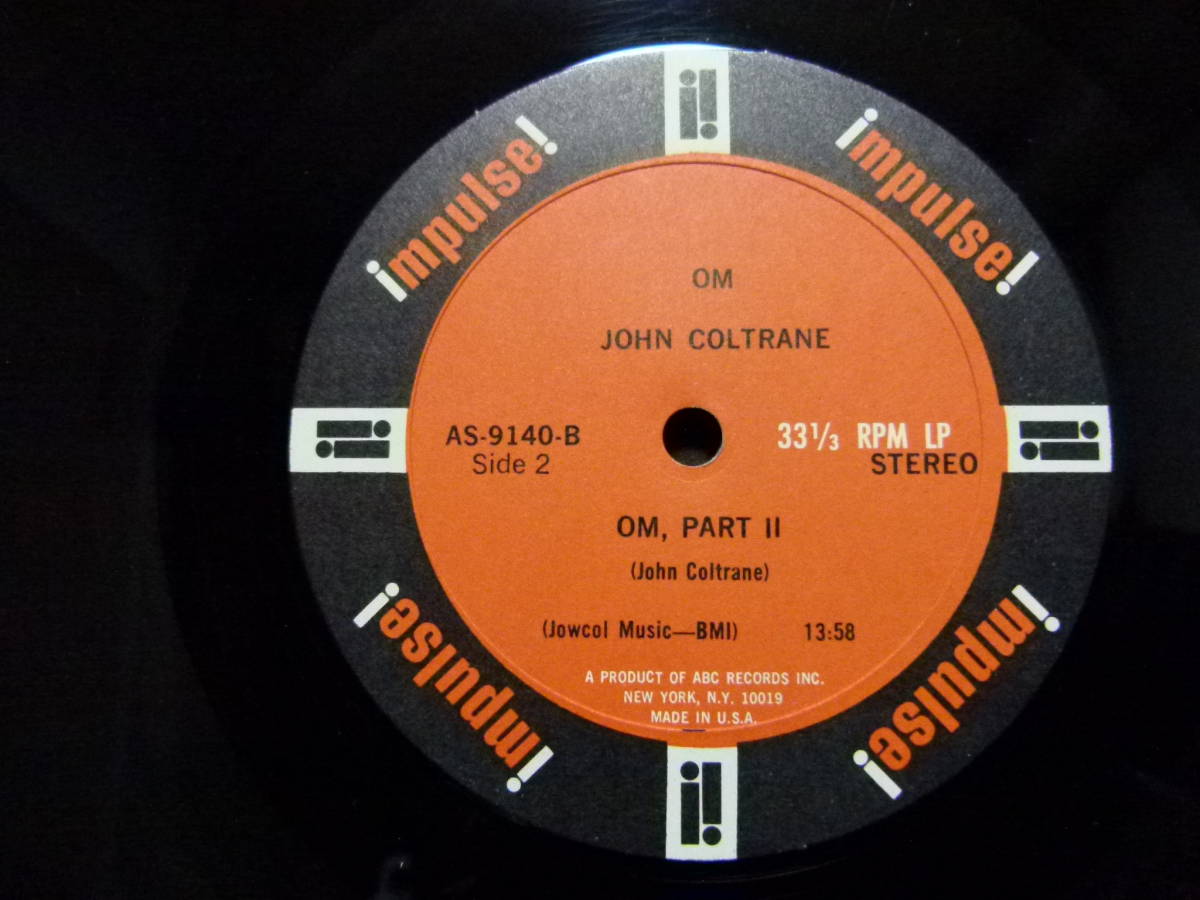 impulse!
impulse!
OM
JOHN COLTRANE
AS-9140-B
Side 2
33⅓ RPM LP
STEREO
OM, PART II
(John Coltrane)
(Jowcol Music—BMI) 13:58
A PRODUCT OF ABC RECORDS INC.
NEW YORK, N.Y. 10019
MADE IN U.S.A.
impulse!
impulse!